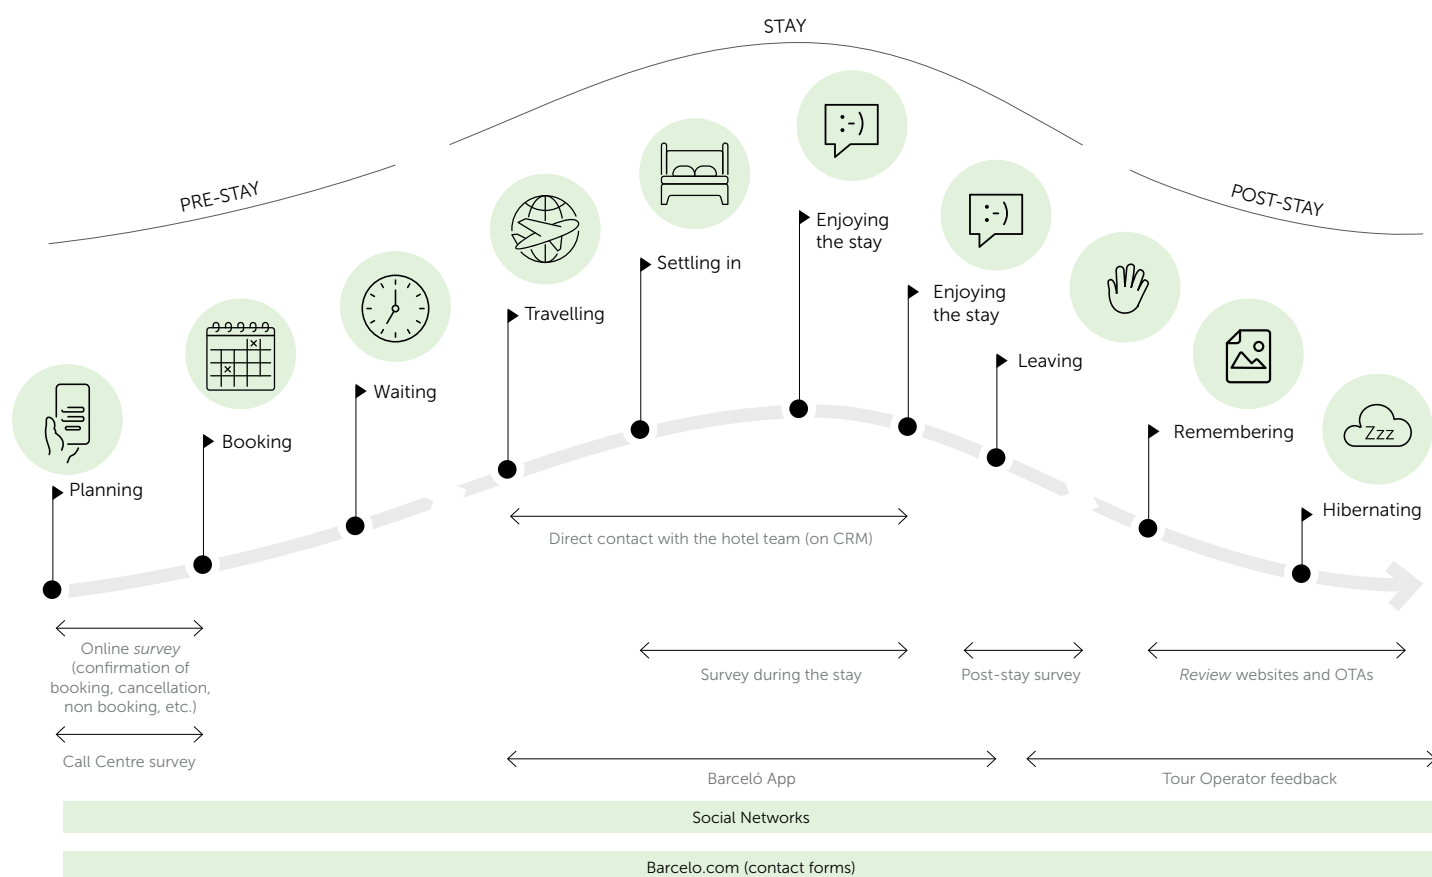 STAY
PRE-STAY
POST-STAY
:-)
:-)
Enjoying
the stay
Settling in
Enjoying
the stay
Travelling
Leaving
Waiting
Remembering
Zzz
Booking
Planning
Hibernating
Direct contact with the hotel team (on CRM)
Online survey
(confirmation of
booking, cancellation,
non booking, etc.)
Survey during the stay
Post-stay survey
Review websites and OTAs
Call Centre survey
Barceló App
Tour Operator feedback
Social Networks
Barcelo.com (contact forms)